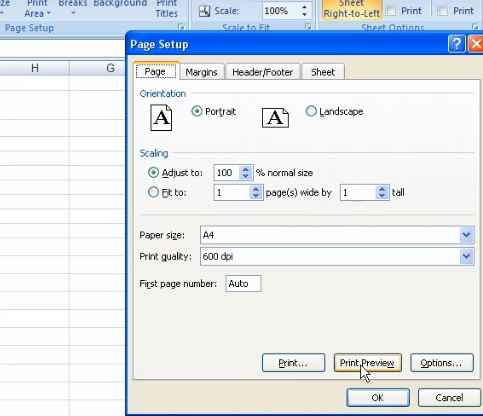 Print Breaks Background Print
Area Titles
Scale: 100%
Sheet
Right-to-Left
Print Print
Page Setup Scale to Fit Sheet Options
Page Setup
H G
Page Margins Header/Footer Sheet
Orientation
A Portrait A Landscape
Scaling
Adjust to: 100 % normal size
Fit to: 1 page(s) wide by 1 tall
Paper size: A4
Print quality: 600 dpi
First page number: Auto
Print... Print Preview Options...
OK Cancel